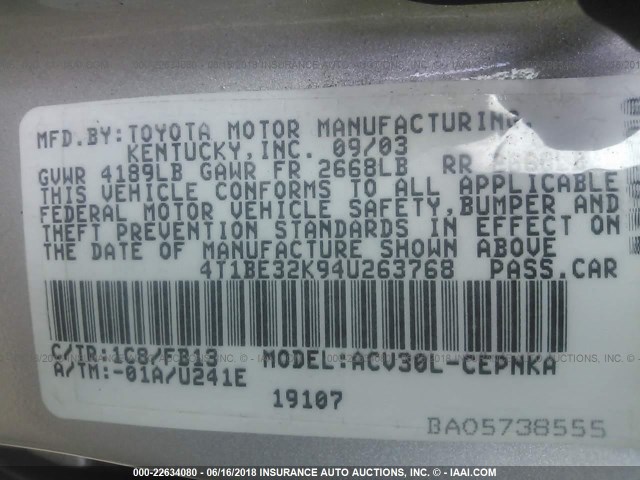 MFD.BY:TOYOTA MOTOR MANUFACTURING,
KENTUCKY,INC. 09/03
GVWR 4189LB GAWR FR 2668LB RR
THIS VEHICLE CONFORMS TO ALL APPLICABLE
FEDERAL MOTOR VEHICLE SAFETY,BUMPER AND
THEFT PREVENTION STANDARDS IN EFFECT ON
THE DATE OF MANUFACTURE SHOWN ABOVE
4T1BE32K94U263768 PASS.CAR
C/TR:1C8/FB13 MODEL:ACV30L-CEPNKA
A/TM:-01A/U241E
19107
BA05738555
000-22634080 - 06/16/2018 INSURANCE AUTO AUCTIONS, INC. (C) - IAAI.COM